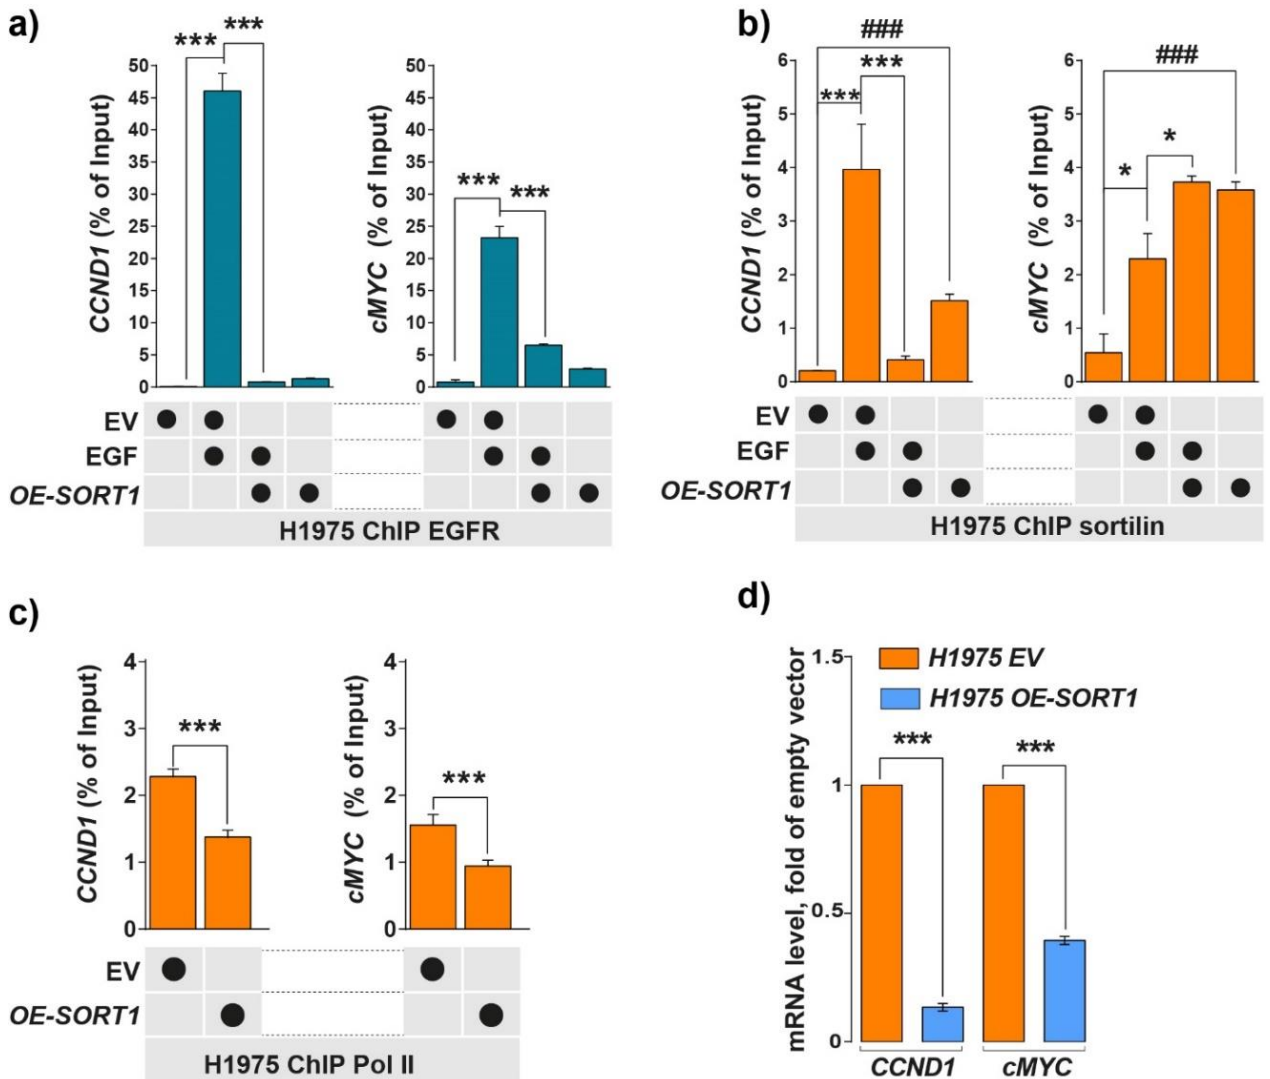 a)
*** ***
CCND1 (% of Input)
50
45
40
35
30
25
20
15
10
5
0
cMYC (% of Input)
50
45
40
35
30
25
20
15
10
5
0
*** ***
EV
EGF
OE-SORT1
H1975 ChIP EGFR
b)
###
***
***
CCND1 (% of Input)
6
5
4
3
2
1
0
###
*
*
cMYC (% of Input)
6
5
4
3
2
1
0
EV
EGF
OE-SORT1
H1975 ChIP sortilin
c)
CCND1 (% of Input)
4
3
2
1
0
***
cMYC (% of Input)
4
3
2
1
0
***
EV
OE-SORT1
H1975 ChIP Pol II
d)
mRNA level, fold of empty vector
1.5
1
0.5
0
H1975 EV
H1975 OE-SORT1
*** ***
CCND1 cMYC